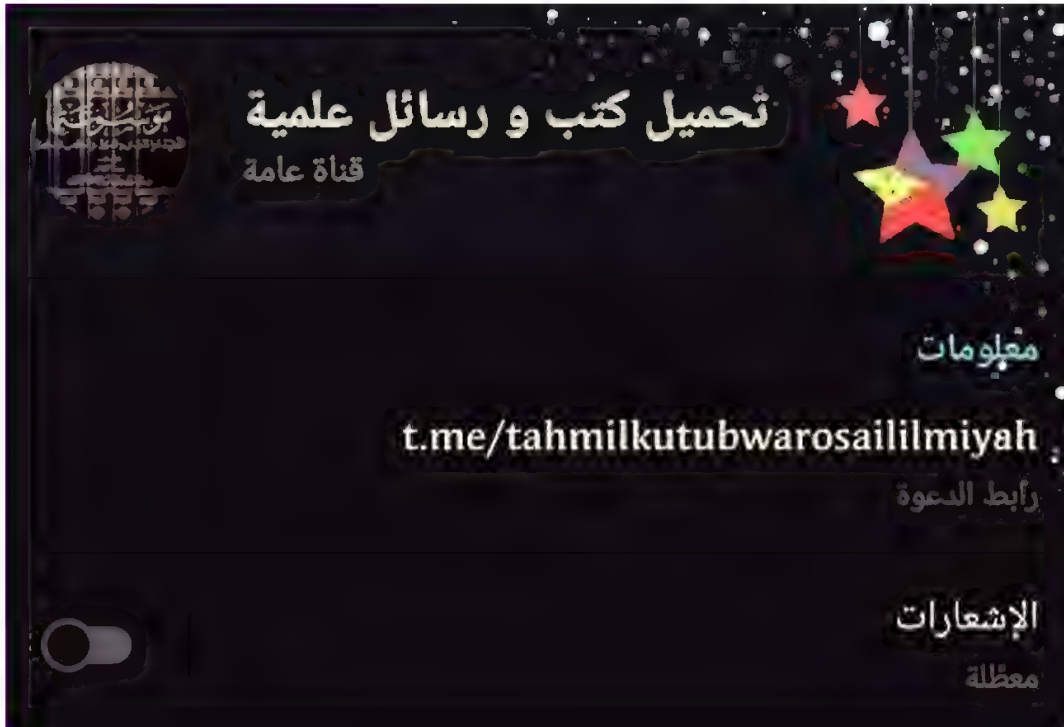 تحميل كتب و رسائل علمية
قناة عامة
معلومات
t.me/tahmilkutubwarosaililmiyah
رابط الدعوة
الإشعارات
معطلة